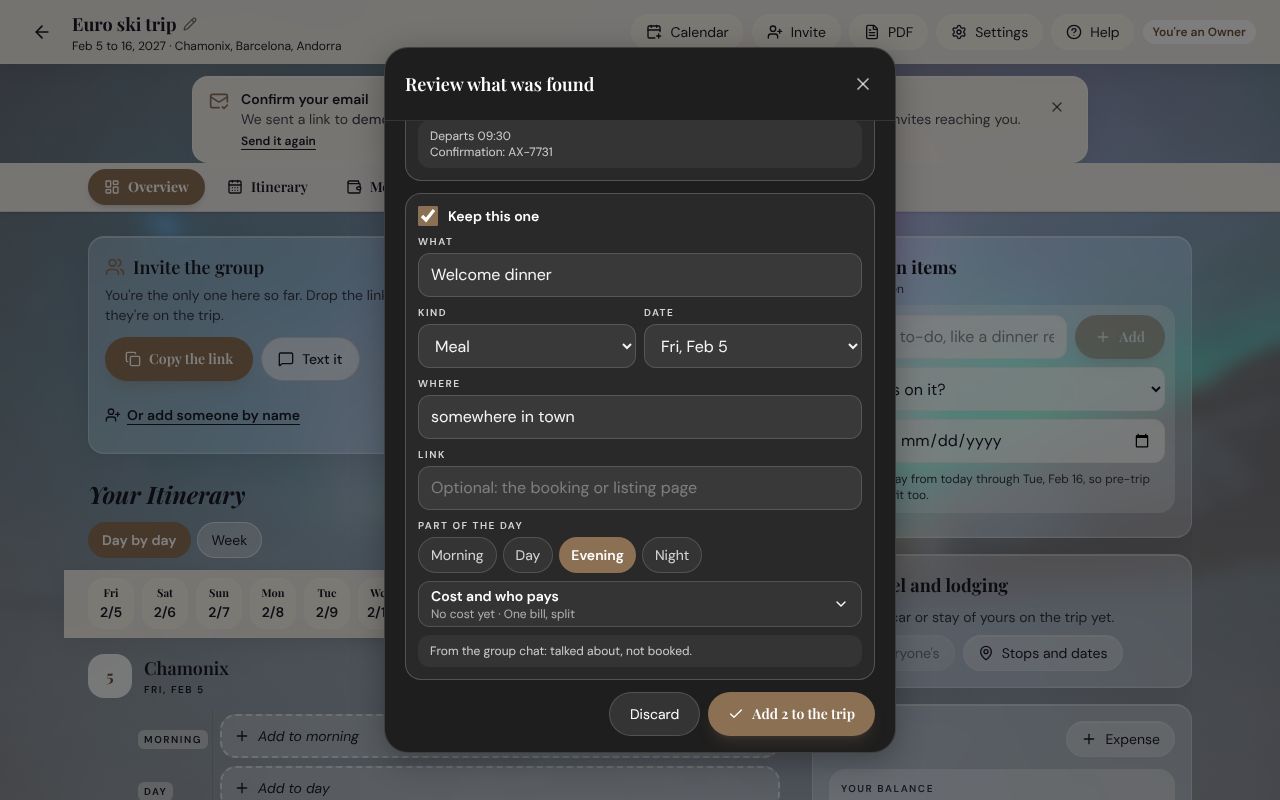 Euro ski trip
Feb 5 to 16, 2027 · Chamonix, Barcelona, Andorra
Calendar
Invite
PDF
Settings
Help
You're an Owner
Confirm your email
We sent a link to demo
nvites reaching you.
Send it again
Overview
Itinerary
Invite the group
You're the only one here so far. Drop the link
they're on the trip.
Copy the link
Text it
Or add someone by name
Your Itinerary
Day by day
Week
Fri
2/5
Sat
2/6
Sun
2/7
Mon
2/8
Tue
2/9
5
Chamonix
FRI, FEB 5
MORNING
Add to morning
DAY
Add to day
Review what was found
Departs 09:30
Confirmation: AX-7731
Keep this one
WHAT
Welcome dinner
KIND
Meal
DATE
Fri, Feb 5
WHERE
somewhere in town
LINK
Optional: the booking or listing page
PART OF THE DAY
Morning
Day
Evening
Night
Cost and who pays
No cost yet · One bill, split
From the group chat: talked about, not booked.
Discard
Add 2 to the trip
n items
to-do, like a dinner re
Add
s on it?
mm/dd/yyyy
ay from today through Tue, Feb 16, so pre-trip
it too.
el and lodging
car or stay of yours on the trip yet.
ryone's
Stops and dates
Expense
YOUR BALANCE